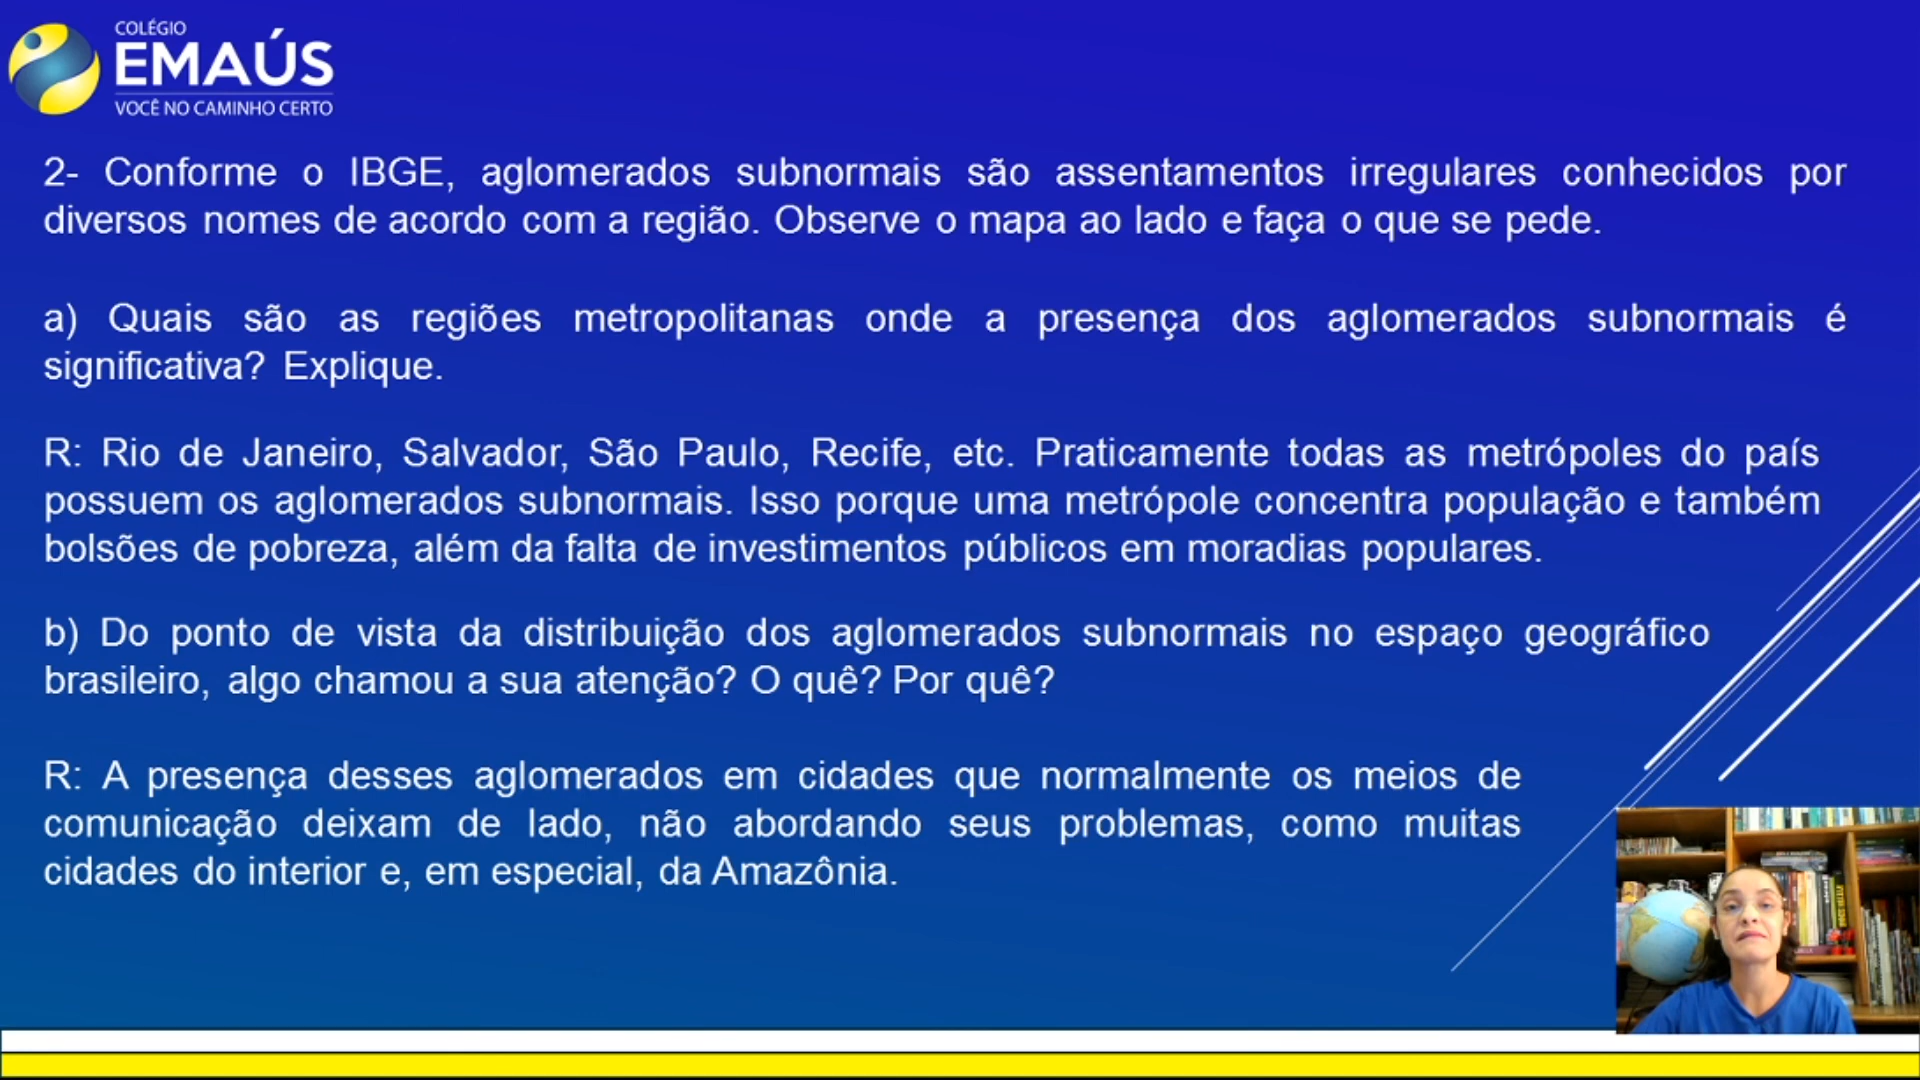 COLÉGIO
EMAÚS
VOCÊ NO CAMINHO CERTO
2- Conforme o IBGE, aglomerados subnormais são assentamentos irregulares conhecidos por
diversos nomes de acordo com a região. Observe o mapa ao lado e faça o que se pede.
a) Quais são as regiões metropolitanas onde a presença dos aglomerados subnormais é
significativa? Explique.
R: Rio de Janeiro, Salvador, São Paulo, Recife, etc. Praticamente todas as metrópoles do país
possuem os aglomerados subnormais. Isso porque uma metrópole concentra população e também
bolsões de pobreza, além da falta de investimentos públicos em moradias populares.
b) Do ponto de vista da distribuição dos aglomerados subnormais no espaço geográfico
brasileiro, algo chamou a sua atenção? O quê? Por quê?
R: A presença desses aglomerados em cidades que normalmente os meios de
comunicação deixam de lado, não abordando seus problemas, como muitas
cidades do interior e, em especial, da Amazônia.